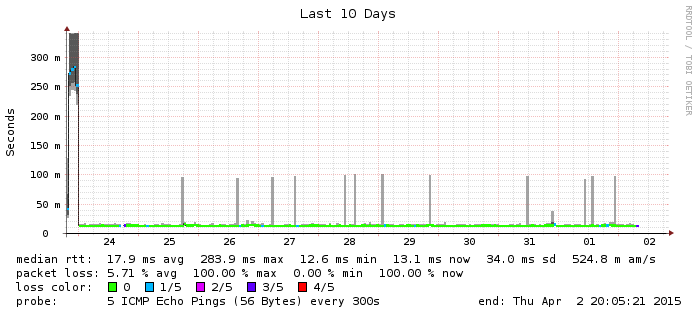 Last 10 Days
RRDTOOL / TOBI OETIKER
Seconds
300 m
250 m
200 m
150 m
100 m
50 m
0
24 25 26 27 28 29 30 31 01 02
median rtt: 17.9 ms avg 283.9 ms max 12.6 ms min 13.1 ms now 34.0 ms sd 524.8 m am/s
packet loss: 5.71 % avg 100.00 % max 0.00 % min 100.00 % now
loss color: 0 1/5 2/5 3/5 4/5
probe: 5 ICMP Echo Pings (56 Bytes) every 300s end: Thu Apr 2 20:05:21 2015